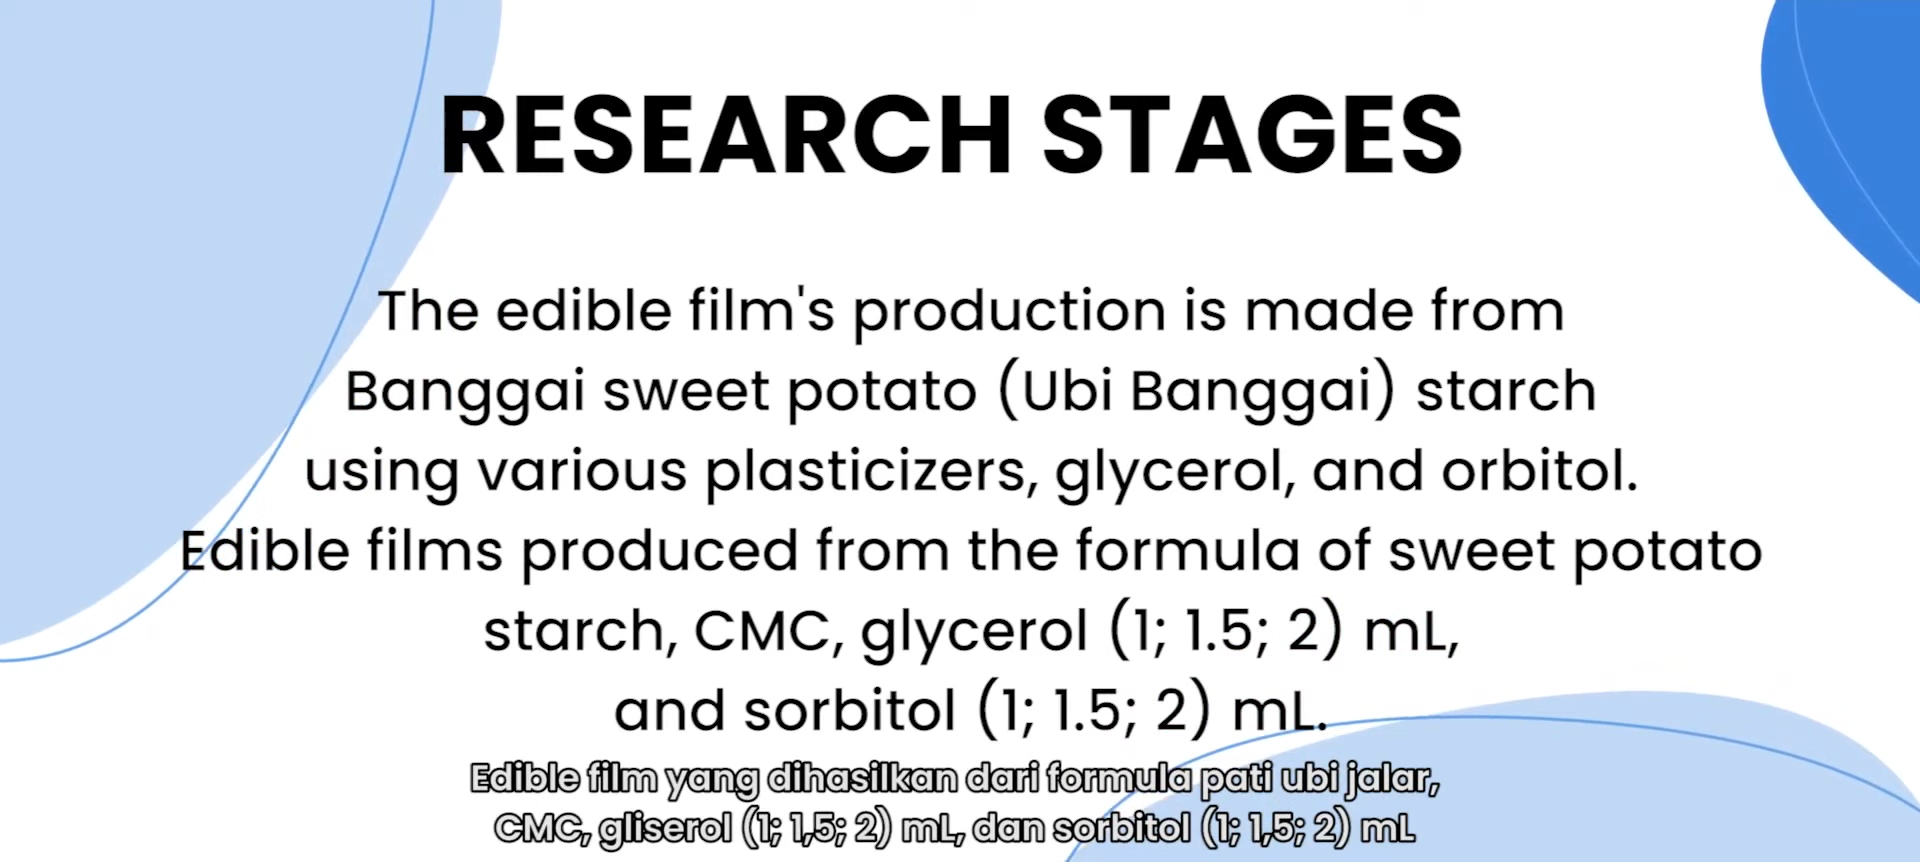 RESEARCH STAGES
The edible film's production is made from
Banggai sweet potato (Ubi Banggai) starch
using various plasticizers, glycerol, and orbitol.
Edible films produced from the formula of sweet potato
starch, CMC, glycerol (1; 1.5; 2) mL,
and sorbitol (1; 1.5; 2) mL.
Edible film yang dihasilkan dari formula pati ubi jalar,
CMC, gliserol (1; 1,5; 2) mL, dan sorbitol (1; 1,5; 2) mL